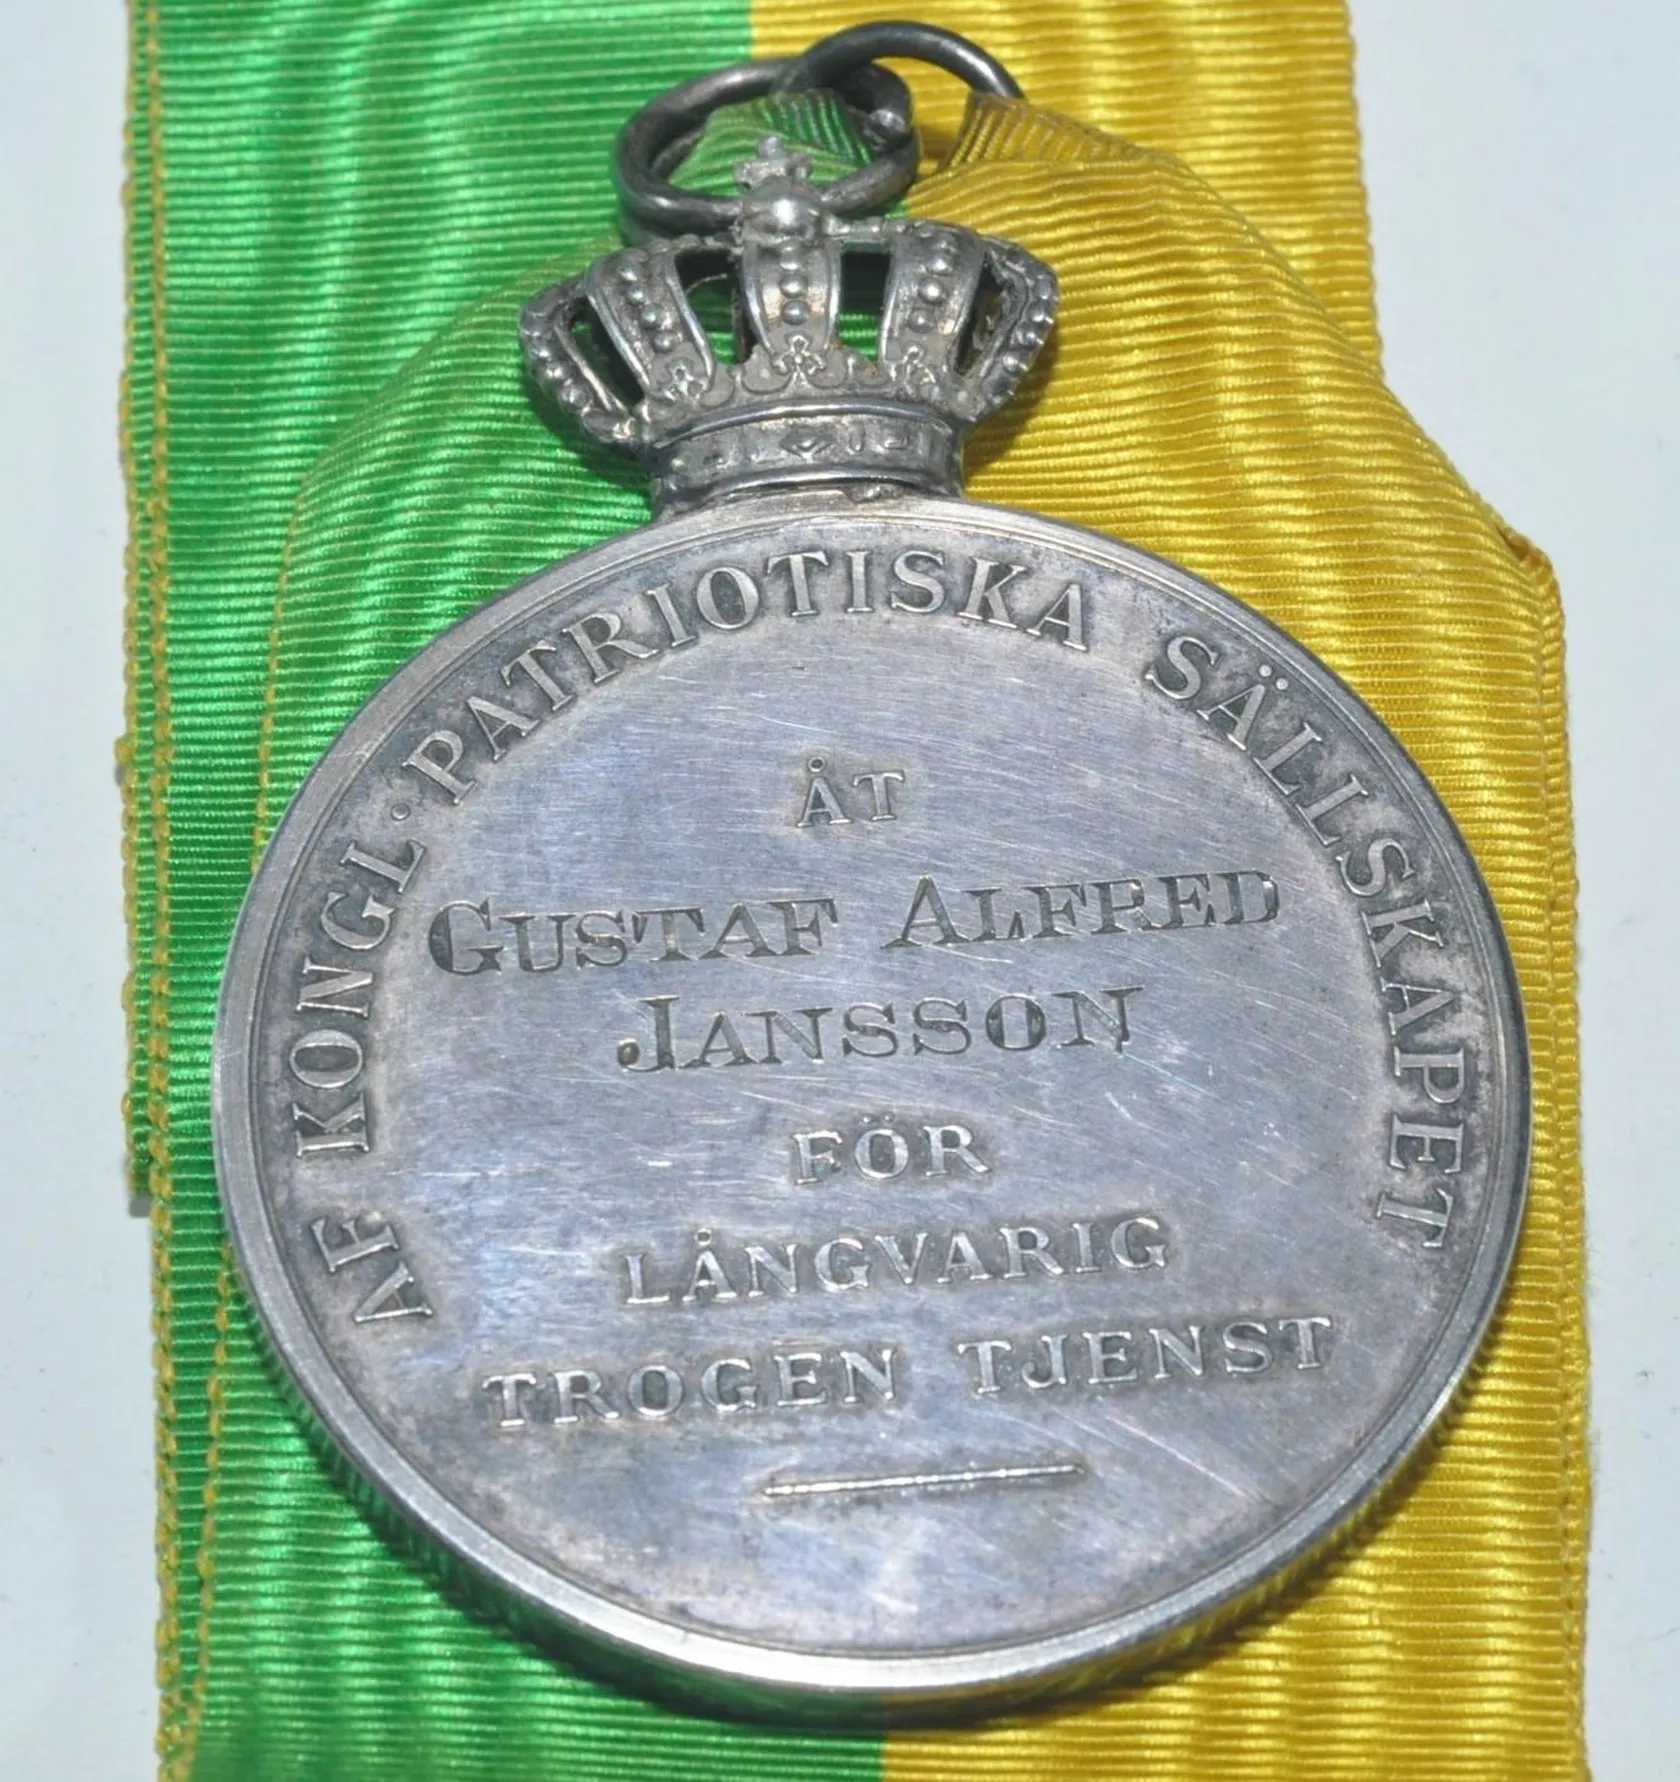 AF KONGL. PATRIOTISKA SÄLLSKAPET
ÅT
GUSTAF ALFRED
JANSSON
FÖR
LÅNGVARIG
TROGEN TJENST